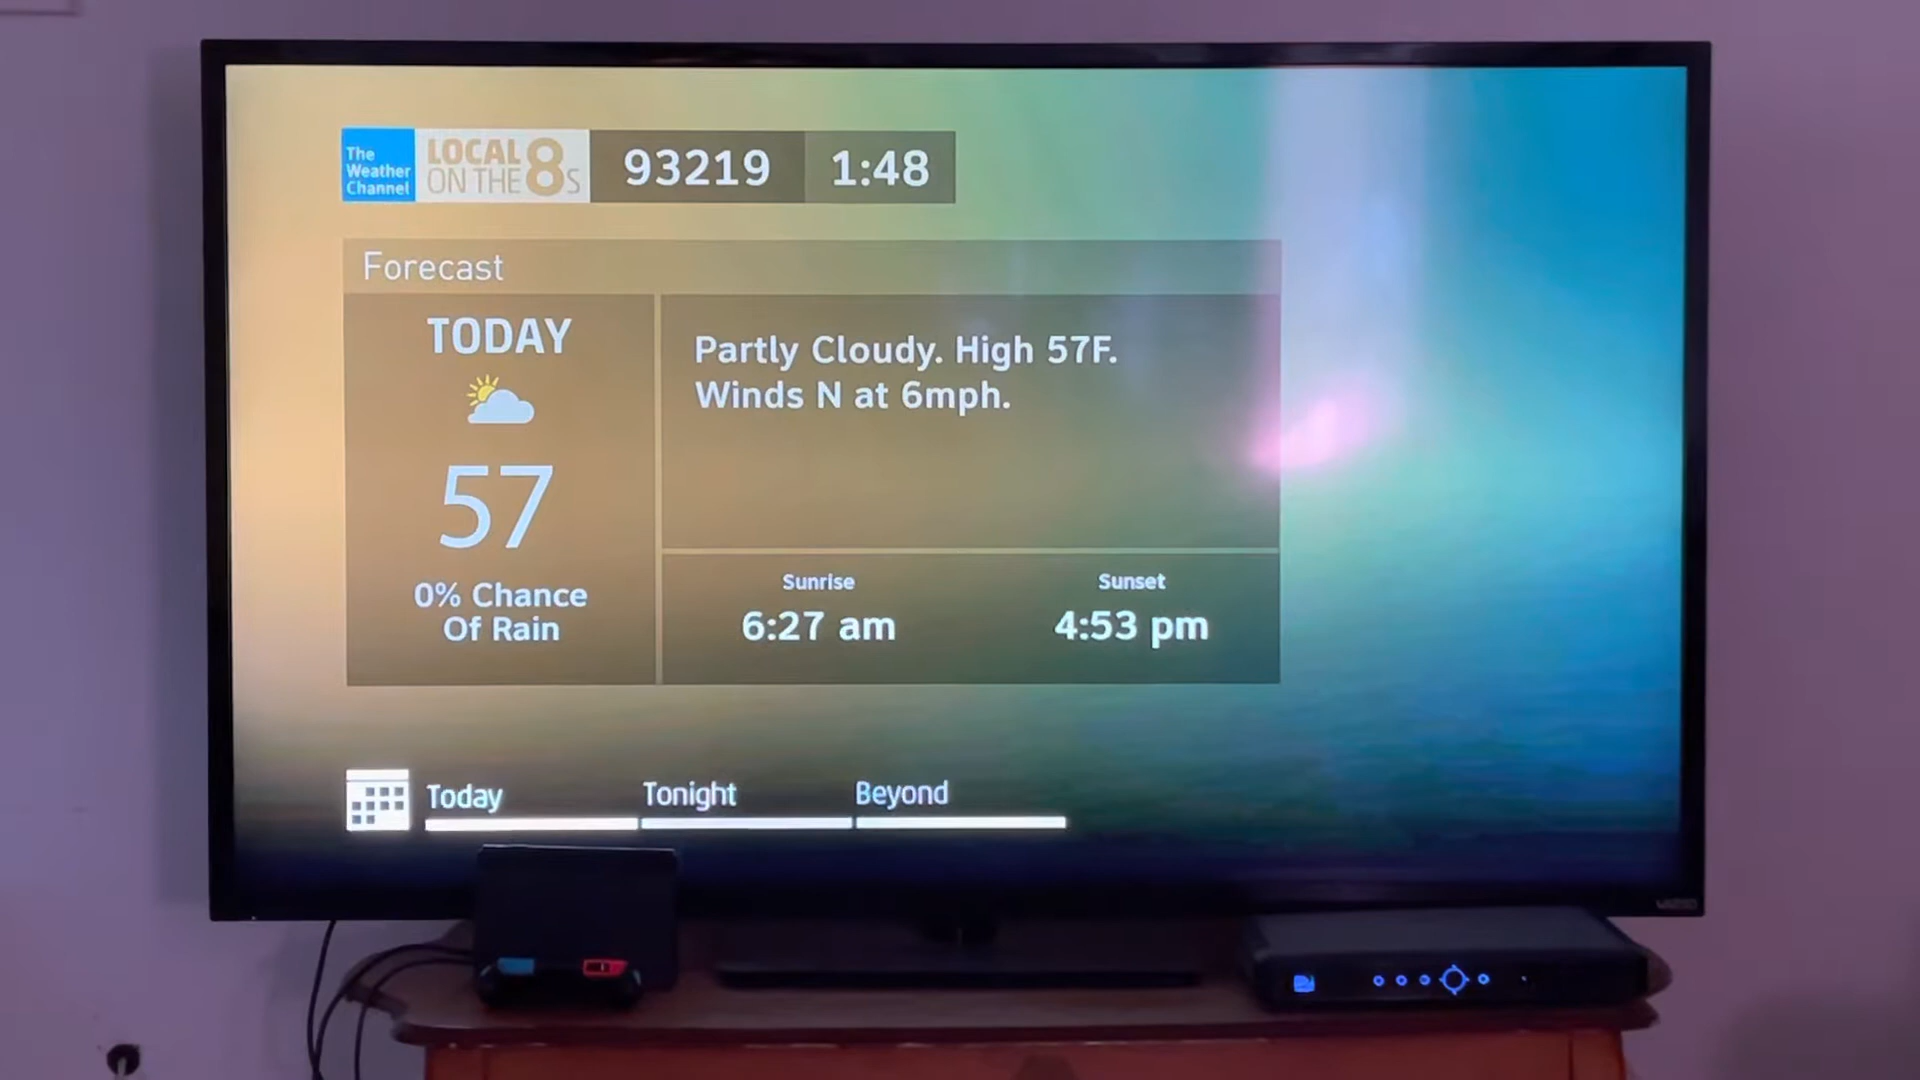 The
Weather
Channel
LOCAL
ON THE 8s
93219
1:48
Forecast
TODAY
57
0% Chance
Of Rain
Partly Cloudy. High 57F.
Winds N at 6mph.
Sunrise
6:27 am
Sunset
4:53 pm
Today
Tonight
Beyond
VIZIO